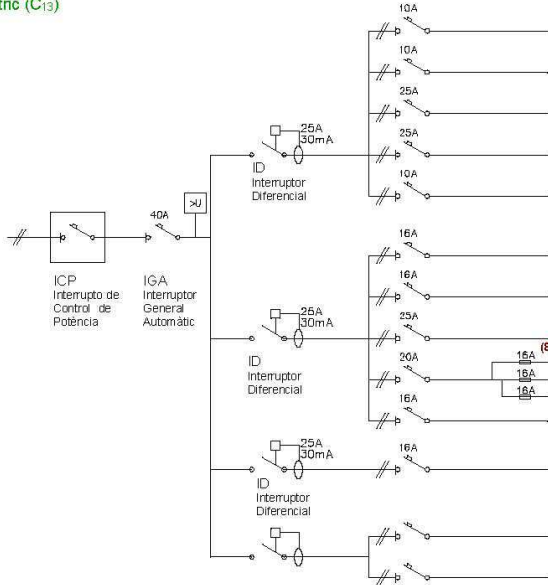 tric (C13)
10A
10A
25A
25A
10A
25A
30mA
ID
Interruptor
Diferencial
>U
40A
ICP
Interrupto de
Control de
Potència
IGA
Interruptor
General
Automàtic
16A
16A
25A
20A
16A
25A
30mA
ID
Interruptor
Diferencial
(8
16A
16A
16A
25A
30mA
ID
Interruptor
Diferencial
16A